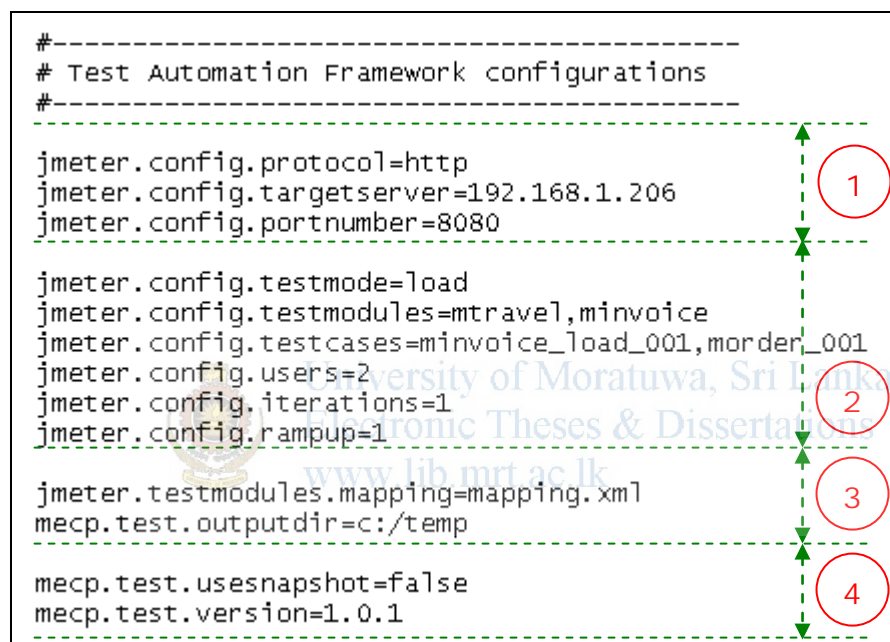 #-------------------------------------------
# Test Automation Framework configurations
#-------------------------------------------
jmeter.config.protocol=http
jmeter.config.targetserver=192.168.1.206
jmeter.config.portnumber=8080
1
jmeter.config.testmode=load
jmeter.config.testmodules=mtravel,minvoice
jmeter.config.testcases=minvoice_load_001,morder_001
jmeter.config.users=2
jmeter.config.iterations=1
jmeter.config.rampup=1
2
University of Moratuwa, Sri Lanka
Electronic Theses & Dissertations
www.lib.mrt.ac.lk
jmeter.testmodules.mapping=mapping.xml
mecp.test.outputdir=c:/temp
3
mecp.test.usesnapshot=false
mecp.test.version=1.0.1
4